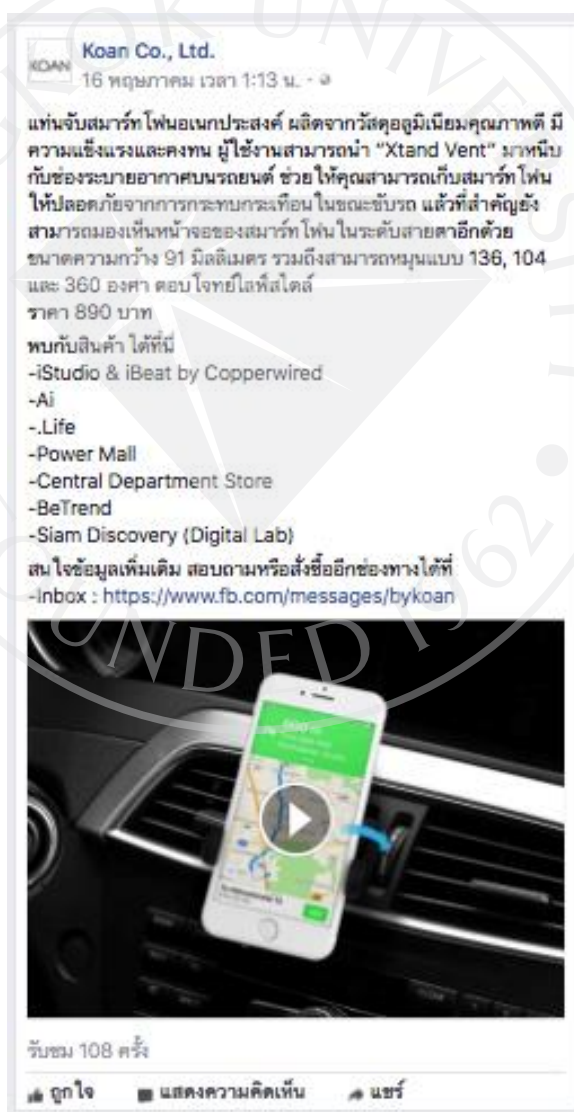 KOAN
Koan Co., Ltd.
16 พฤษภาคม เวลา 1:13 น. ·
แท่นจับสมาร์ทโฟนอเนกประสงค์ ผลิตจากวัสดุอลูมิเนียมคุณภาพดี มี
ความแข็งแรงและคงทน ผู้ใช้งานสามารถนำ “Xtand Vent” มาหนีบ
กับช่องระบายอากาศบนรถยนต์ ช่วยให้คุณสามารถเก็บสมาร์ทโฟน
ให้ปลอดภัยจากการกระทบกระเทือนในขณะขับรถ แล้วที่สำคัญยัง
สามารถมองเห็นหน้าจอของสมาร์ทโฟนในระดับสายตาอีกด้วย
ขนาดความกว้าง 91 มิลลิเมตร รวมถึงสามารถหมุนแบบ 136, 104
และ 360 องศา ตอบโจทย์ไลฟ์สไตล์
ราคา 890 บาท
พบกับสินค้า ได้ที่นี่
-iStudio & iBeat by Copperwired
-Ai
-.Life
-Power Mall
-Central Department Store
-BeTrend
-Siam Discovery (Digital Lab)
สนใจข้อมูลเพิ่มเติม สอบถามหรือสั่งซื้ออีกช่องทางได้ที่
-Inbox : https://www.fb.com/messages/bykoan
รับชม 108 ครั้ง
ถูกใจ แสดงความคิดเห็น แชร์
UNDED 1962